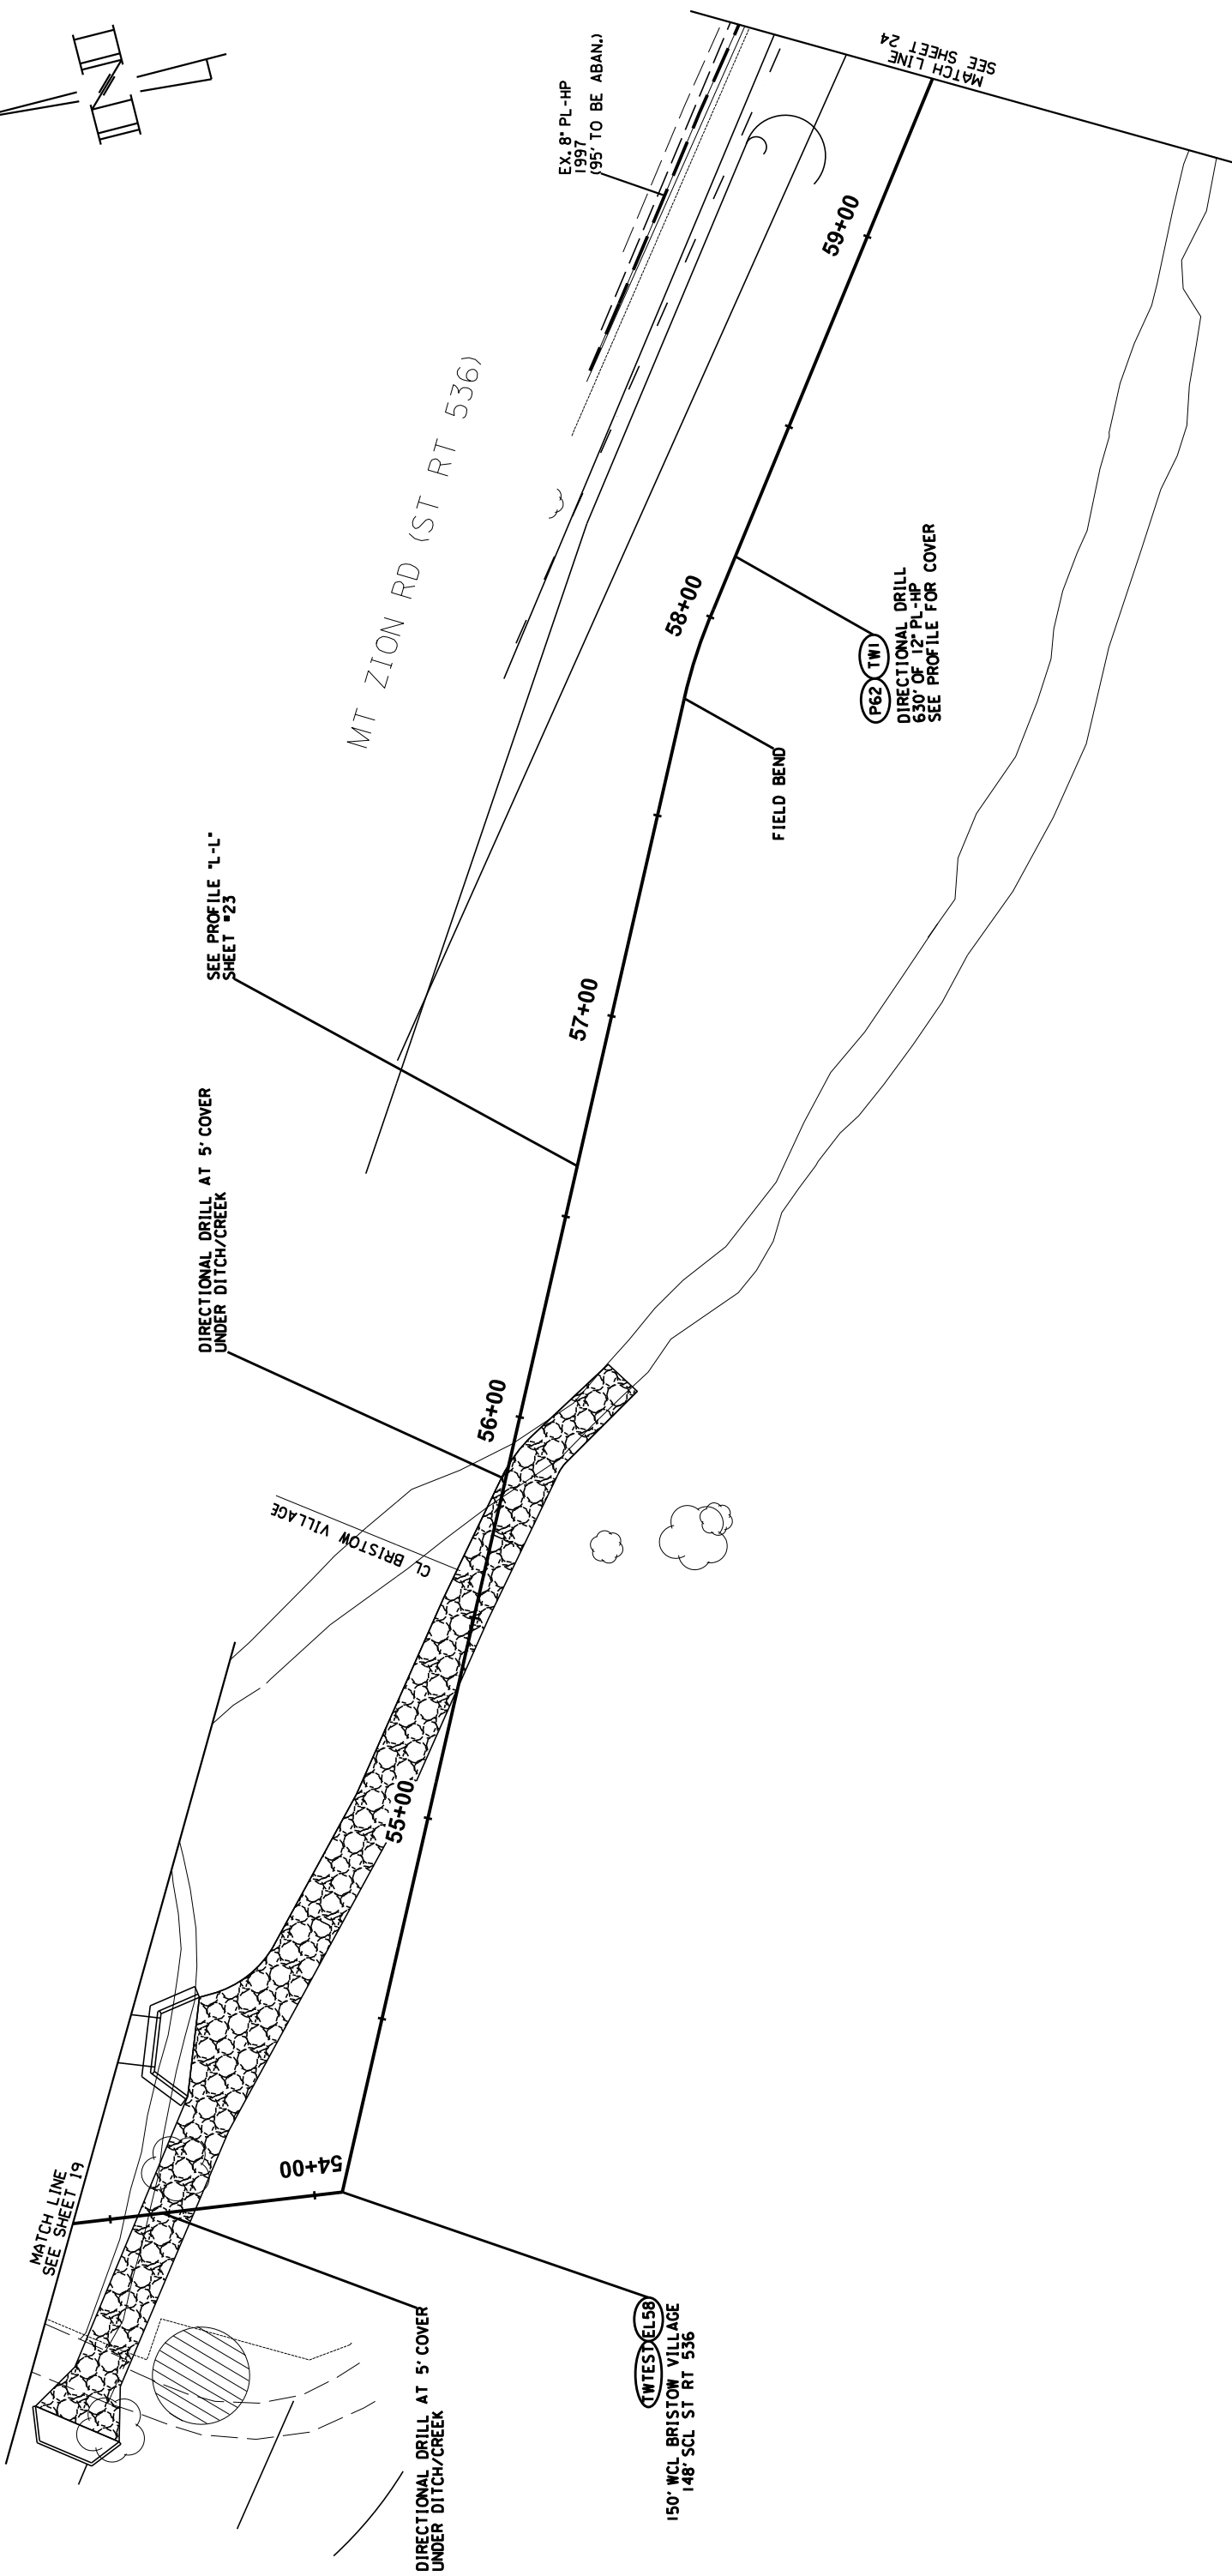 MATCH LINE
SEE SHEET 24
EX. 8" PL-HP
1997
(95' TO BE ABAN.)
59+00
MT ZION RD (ST RT 536)
58+00
P62 TW1
DIRECTIONAL DRILL
630' OF 12" PL-HP
SEE PROFILE FOR COVER
FIELD BEND
SEE PROFILE "L-L"
SHEET #23
57+00
DIRECTIONAL DRILL AT 5' COVER
UNDER DITCH/CREEK
56+00
CL BRISTOW VILLAGE
55+00
54+00
MATCH LINE
SEE SHEET 19
DIRECTIONAL DRILL AT 5' COVER
UNDER DITCH/CREEK
TWTEST EL58
150' WCL BRISTOW VILLAGE
148' SCL ST RT 536
N